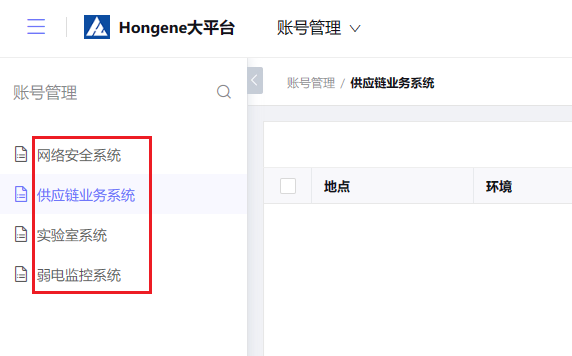 Hongene大平台 账号管理
账号管理
账号管理 / 供应链业务系统
网络安全系统
供应链业务系统
实验室系统
弱电监控系统
地点 环境